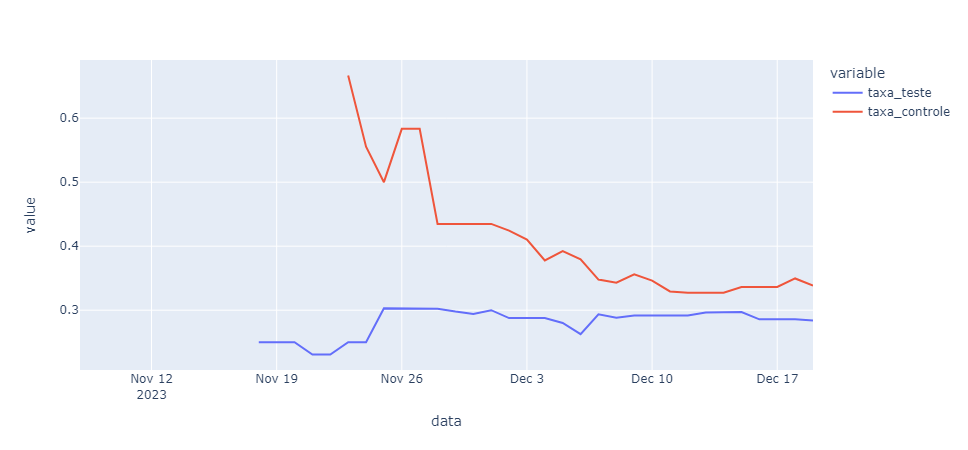 variable
taxa_teste
taxa_controle
value
0.6
0.5
0.4
0.3
Nov 12
2023
Nov 19
Nov 26
Dec 3
Dec 10
Dec 17
data